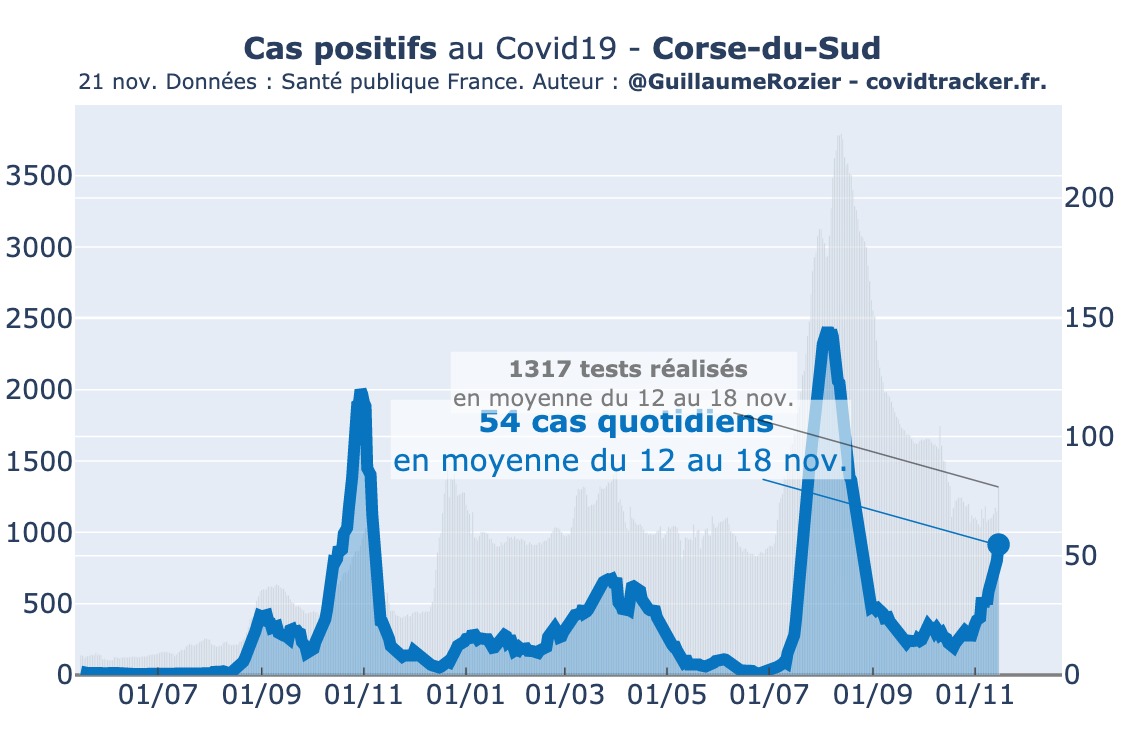 Cas positifs au Covid19 - Corse-du-Sud
21 nov. Données : Santé publique France. Auteur : @GuillaumeRozier - covidtracker.fr.
3500
3000
2500
2000
1500
1000
500
0
200
150
100
50
0
1317 tests réalisés
en moyenne du 12 au 18 nov.
54 cas quotidiens
en moyenne du 12 au 18 nov.
01/07 01/09 01/11 01/01 01/03 01/05 01/07 01/09 01/11